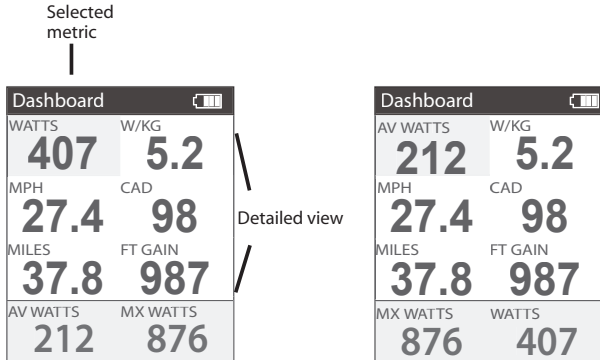 Selected
metric
Dashboard
WATTS W/KG
407 5.2
MPH CAD
27.4 98
MILES FT GAIN
37.8 987
AV WATTS MX WATTS
212 876
Detailed view
Dashboard
AV WATTS W/KG
212 5.2
MPH CAD
27.4 98
MILES FT GAIN
37.8 987
MX WATTS WATTS
876 407